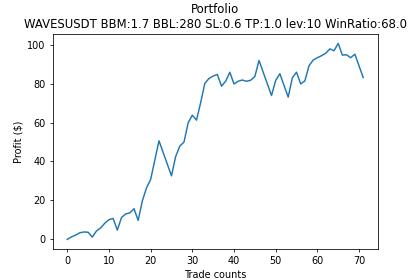 Portfolio
WAVESUSDT BBM:1.7 BBL:280 SL:0.6 TP:1.0 lev:10 WinRatio:68.0
100
80
60
40
20
0
Profit ($)
0 10 20 30 40 50 60 70
Trade counts